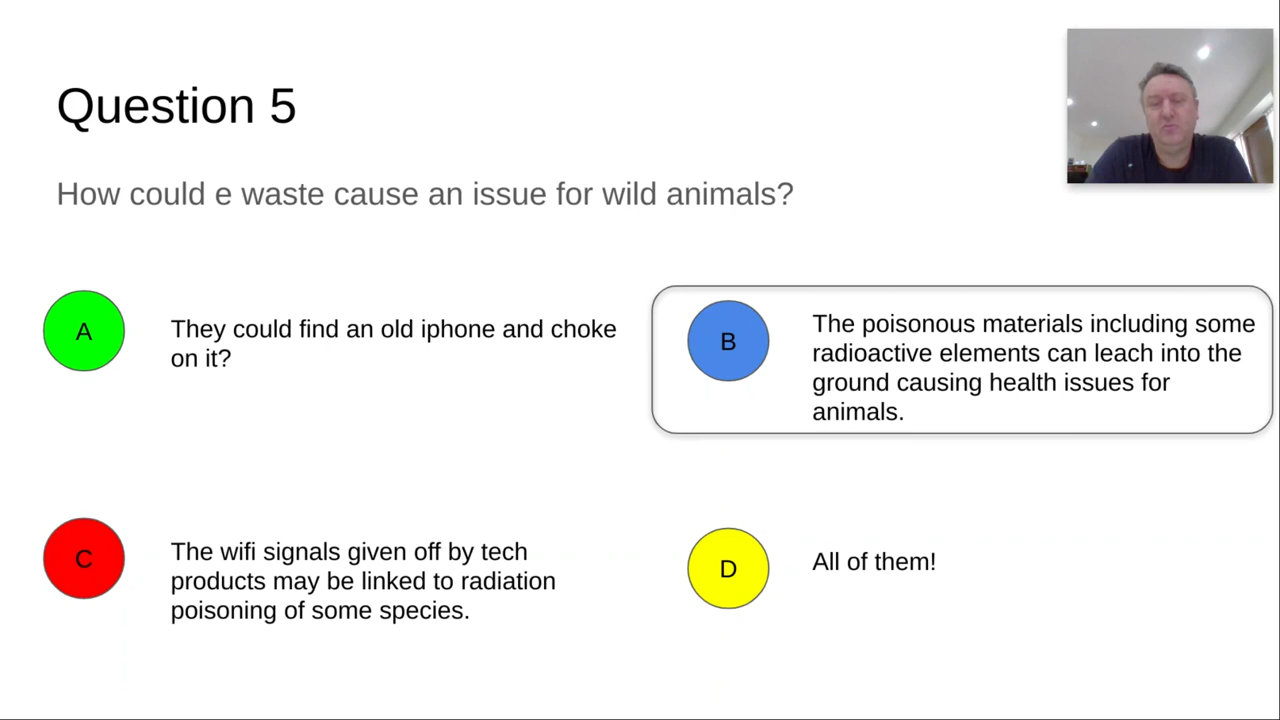 Question 5
How could e waste cause an issue for wild animals?
A
They could find an old iphone and choke
on it?
B
The poisonous materials including some
radioactive elements can leach into the
ground causing health issues for
animals.
C
The wifi signals given off by tech
products may be linked to radiation
poisoning of some species.
D
All of them!